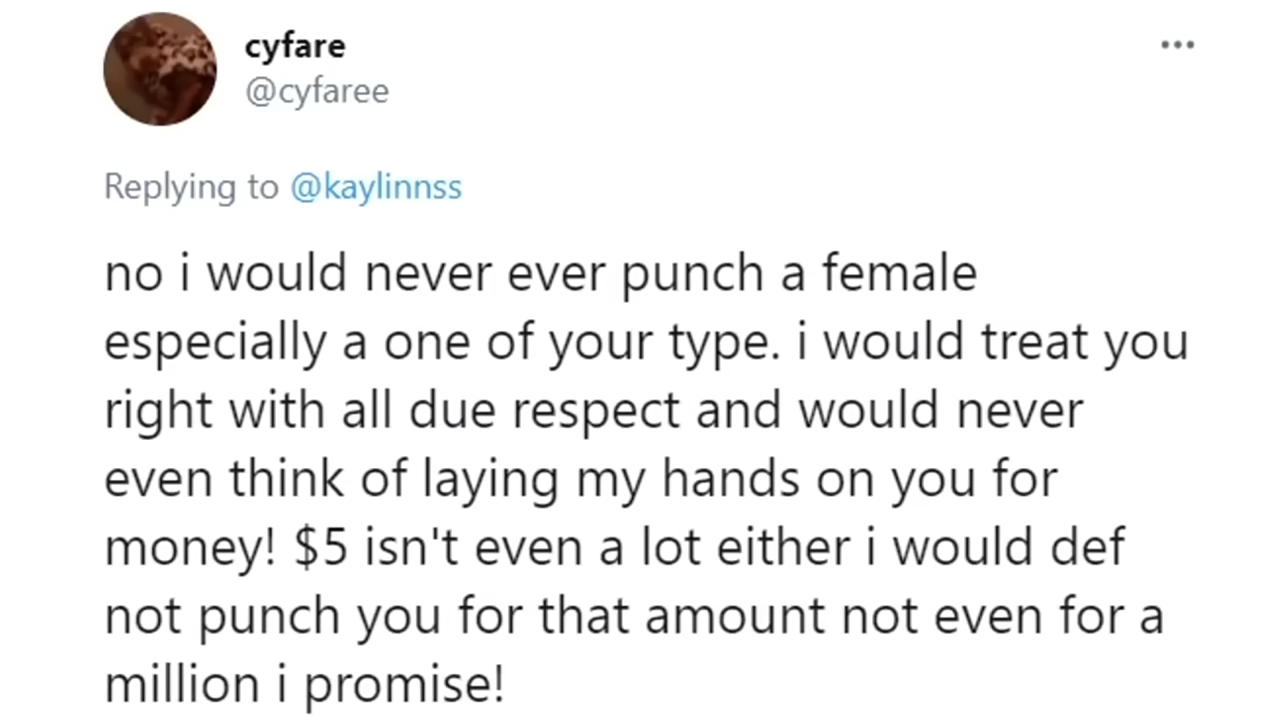 cyfare
@cyfaree
Replying to @kaylinnss
no i would never ever punch a female
especially a one of your type. i would treat you
right with all due respect and would never
even think of laying my hands on you for
money! $5 isn't even a lot either i would def
not punch you for that amount not even for a
million i promise!